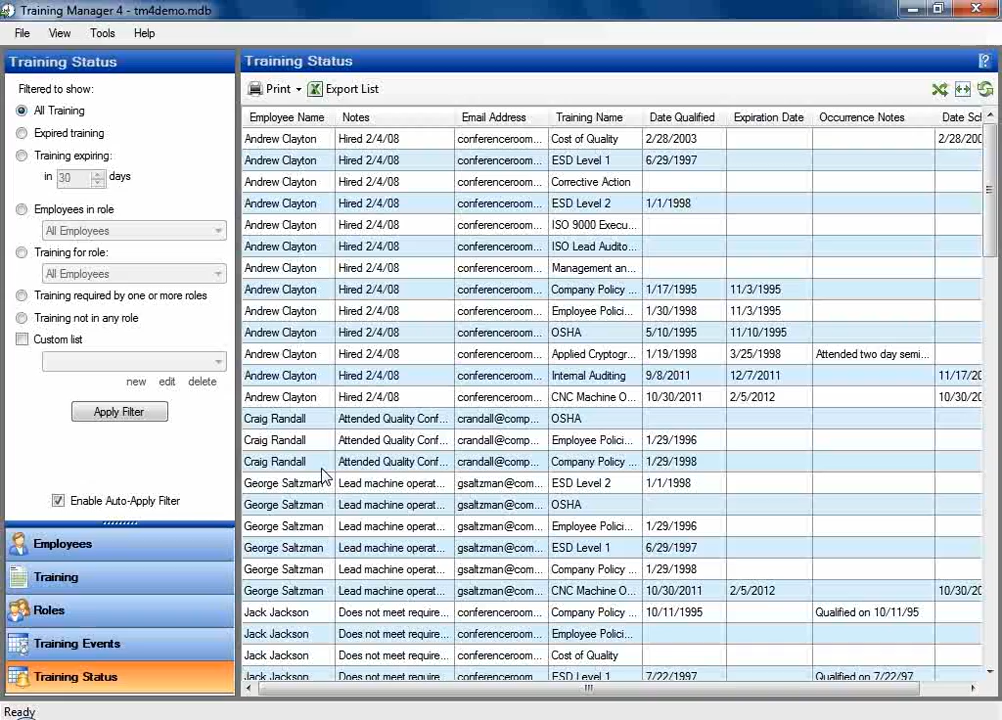 Training Manager 4 - tm4demo.mdb
File View Tools Help
Training Status
Filtered to show:
All Training
Expired training
Training expiring:
in 30 days
Employees in role
All Employees
Training for role:
All Employees
Training required by one or more roles
Training not in any role
Custom list
new edit delete
Apply Filter
Enable Auto-Apply Filter
Employees
Training
Roles
Training Events
Training Status
Training Status
Print Export List
Employee Name Notes Email Address Training Name Date Qualified Expiration Date Occurrence Notes Date Sc
Andrew Clayton Hired 2/4/08 conferenceroom... Cost of Quality 2/28/2003 2/28/200
Andrew Clayton Hired 2/4/08 conferenceroom... ESD Level 1 6/29/1997
Andrew Clayton Hired 2/4/08 conferenceroom... Corrective Action
Andrew Clayton Hired 2/4/08 conferenceroom... ESD Level 2 1/1/1998
Andrew Clayton Hired 2/4/08 conferenceroom... ISO 9000 Execu...
Andrew Clayton Hired 2/4/08 conferenceroom... ISO Lead Audito...
Andrew Clayton Hired 2/4/08 conferenceroom... Management an...
Andrew Clayton Hired 2/4/08 conferenceroom... Company Policy ... 1/17/1995 11/3/1995
Andrew Clayton Hired 2/4/08 conferenceroom... Employee Polici... 1/30/1998 11/3/1995
Andrew Clayton Hired 2/4/08 conferenceroom... OSHA 5/10/1995 11/10/1995
Andrew Clayton Hired 2/4/08 conferenceroom... Applied Cryptogr... 1/19/1998 3/25/1998 Attended two day semi...
Andrew Clayton Hired 2/4/08 conferenceroom... Internal Auditing 9/8/2011 12/7/2011 11/17/20
Andrew Clayton Hired 2/4/08 conferenceroom... CNC Machine O... 10/30/2011 2/5/2012 10/30/20
Craig Randall Attended Quality Conf... crandall@comp... OSHA
Craig Randall Attended Quality Conf... crandall@comp... Employee Polici... 1/29/1996
Craig Randall Attended Quality Conf... crandall@comp... Company Policy ... 1/29/1998
George Saltzman Lead machine operat... gsaltzman@com... ESD Level 2 1/1/1998
George Saltzman Lead machine operat... gsaltzman@com... OSHA
George Saltzman Lead machine operat... gsaltzman@com... Employee Polici... 1/29/1996
George Saltzman Lead machine operat... gsaltzman@com... ESD Level 1 6/29/1997
George Saltzman Lead machine operat... gsaltzman@com... Company Policy ... 1/29/1998
George Saltzman Lead machine operat... gsaltzman@com... CNC Machine O... 10/30/2011 2/5/2012 10/30/20
Jack Jackson Does not meet require... conferenceroom... Company Policy ... 10/11/1995 Qualified on 10/11/95
Jack Jackson Does not meet require... conferenceroom... Employee Polici...
Jack Jackson Does not meet require... conferenceroom... Cost of Quality
Jack Jackson Does not meet require... conferenceroom... ESD Level 1 7/22/1997 Qualified on 7/22/97
Ready